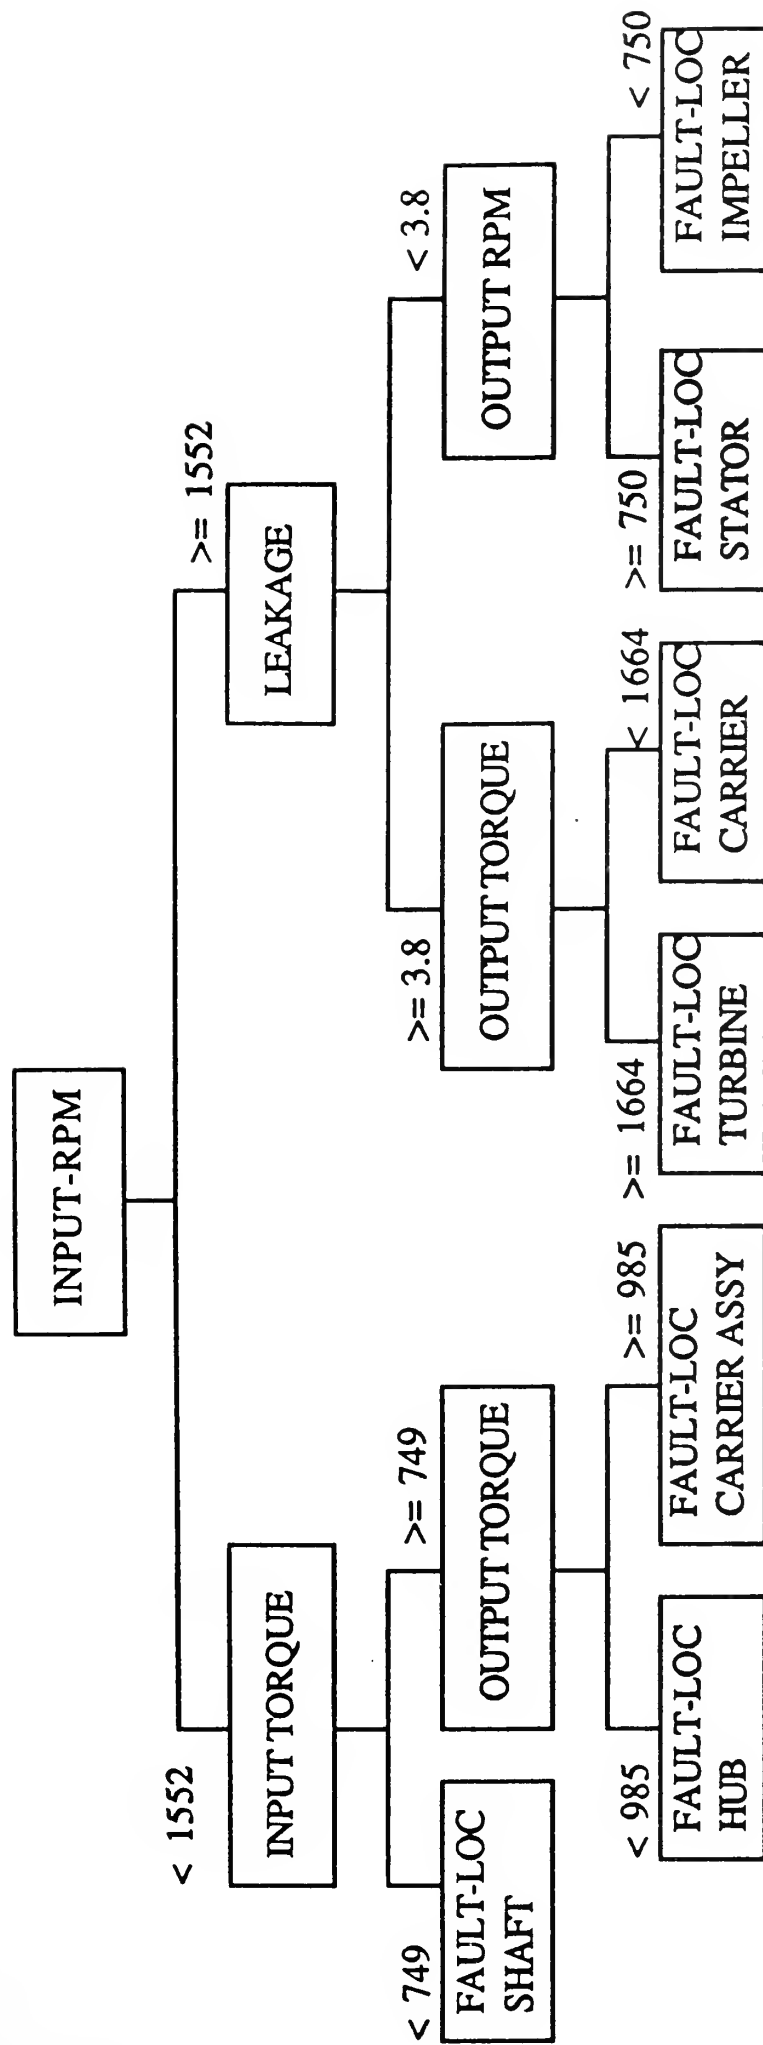 INPUT-RPM
< 1552
>= 1552
INPUT TORQUE
LEAKAGE
< 749
>= 749
>= 3.8
< 3.8
FAULT-LOC
SHAFT
OUTPUT TORQUE
OUTPUT TORQUE
OUTPUT RPM
< 985
>= 985
>= 1664
< 1664
>= 750
< 750
FAULT-LOC
HUB
FAULT-LOC
CARRIER ASSY
FAULT-LOC
TURBINE
FAULT-LOC
CARRIER
FAULT-LOC
STATOR
FAULT-LOC
IMPELLER